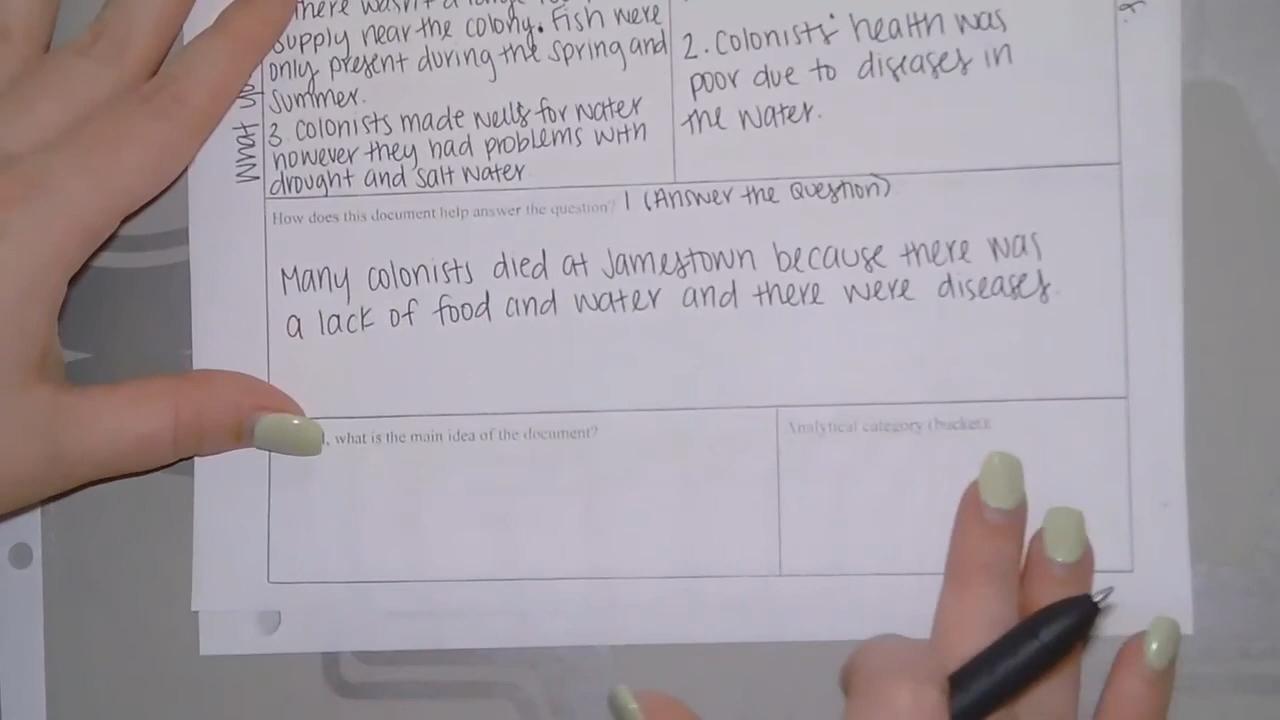 supply near the colony. Fish were
only present during the spring and
summer.
3. colonists made wells for water
however they had problems with
drought and salt water
2. Colonists' health was
poor due to diseases in
the water.
How does this document help answer the question? 1 (Answer the Question)
Many colonists died at Jamestown because there was
a lack of food and water and there were diseases.
, what is the main idea of the document?
Analytical category (bucket):